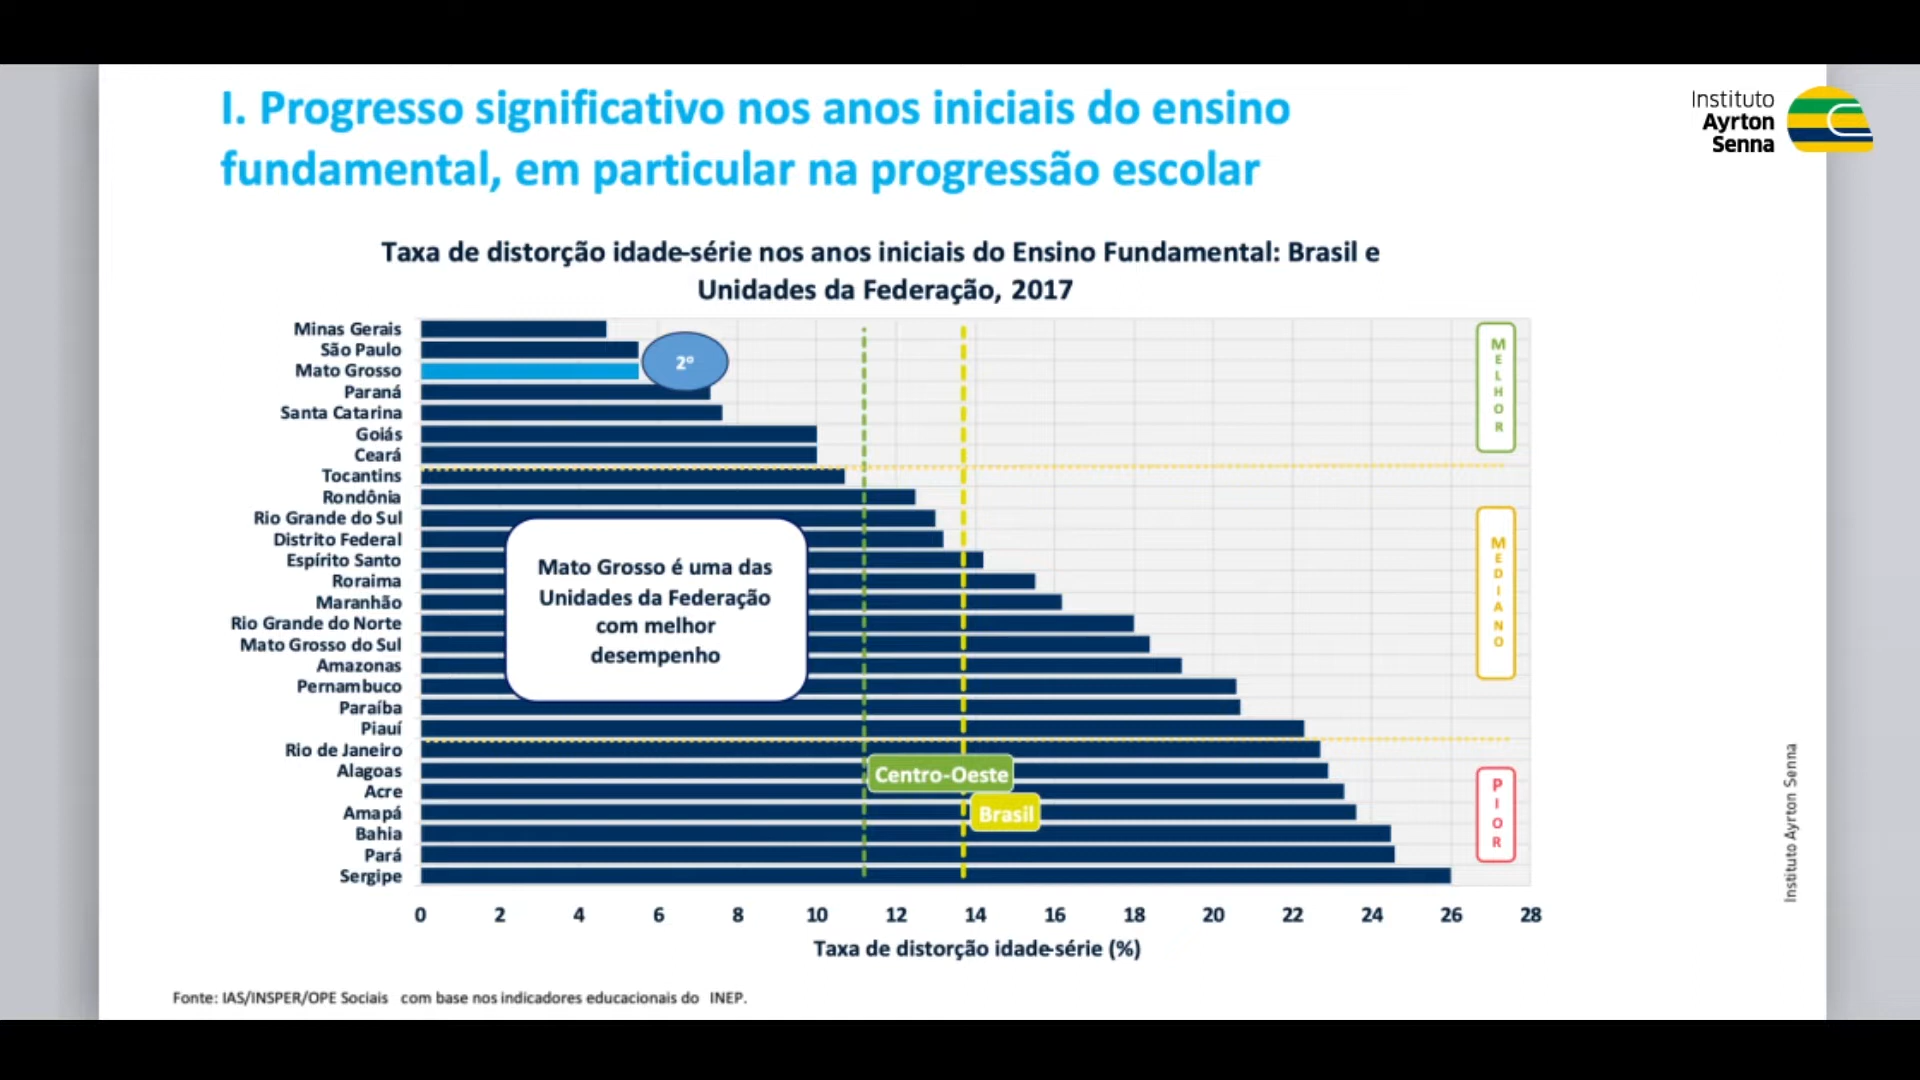 I. Progresso significativo nos anos iniciais do ensino
fundamental, em particular na progressão escolar
Instituto
Ayrton
Senna
Taxa de distorção idade-série nos anos iniciais do Ensino Fundamental: Brasil e
Unidades da Federação, 2017
Minas Gerais
São Paulo
Mato Grosso
Paraná
Santa Catarina
Goiás
Ceará
Tocantins
Rondônia
Rio Grande do Sul
Distrito Federal
Espírito Santo
Roraima
Maranhão
Rio Grande do Norte
Mato Grosso do Sul
Amazonas
Pernambuco
Paraíba
Piauí
Rio de Janeiro
Alagoas
Acre
Amapá
Bahia
Pará
Sergipe
2º
Mato Grosso é uma das
Unidades da Federação
com melhor
desempenho
Centro-Oeste
Brasil
MELHOR
MEDIANO
PIOR
0 2 4 6 8 10 12 14 16 18 20 22 24 26 28
Taxa de distorção idade-série (%)
Fonte: IAS/INSPER/OPE Sociais com base nos indicadores educacionais do INEP.
Instituto Ayrton Senna